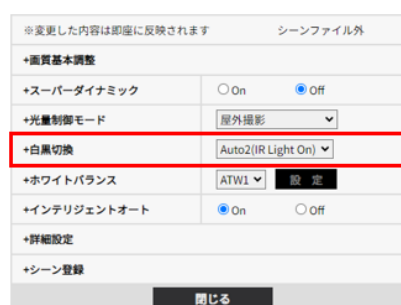 ※変更した内容は即座に反映されます シーンファイル外
+画質基本調整
+スーパーダイナミック On Off
+光量制御モード 屋外撮影
+白黒切換 Auto2(IR Light On)
+ホワイトバランス ATW1 設 定
+インテリジェントオート On Off
+詳細設定
+シーン登録
閉じる